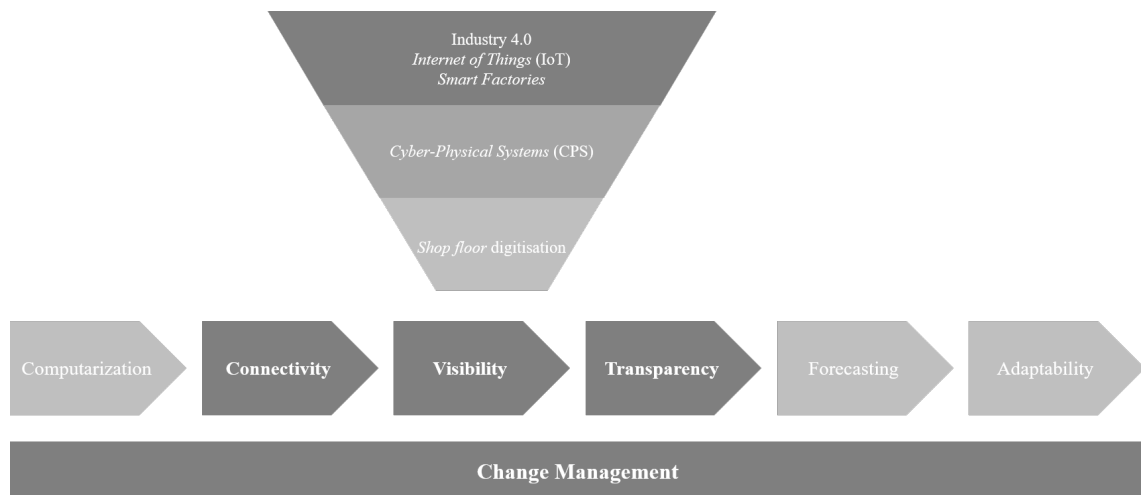 Industry 4.0
Internet of Things (IoT)
Smart Factories
Cyber-Physical Systems (CPS)
Shop floor digitisation
Computarization
Connectivity
Visibility
Transparency
Forecasting
Adaptability
Change Management